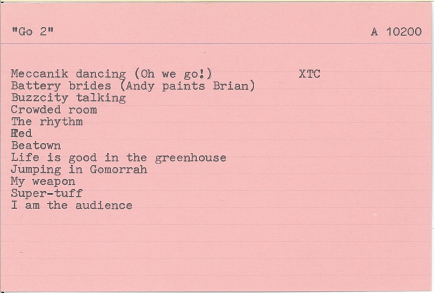 "Go 2" A 10200
Meccanik dancing (Oh we go!) XTC
Battery brides (Andy paints Brian)
Buzzcity talking
Crowded room
The rhythm
Red
Beatown
Life is good in the greenhouse
Jumping in Gomorrah
My weapon
Super-tuff
I am the audience